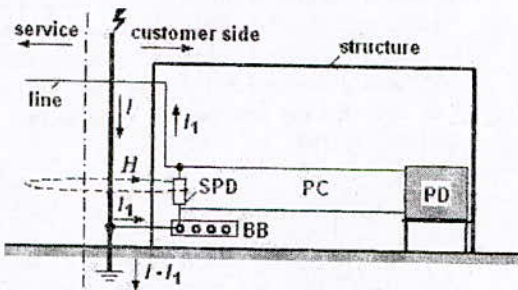 service
customer side
structure
line
I
I₁
H
SPD
PC
PD
I₁
BB
I - I₁